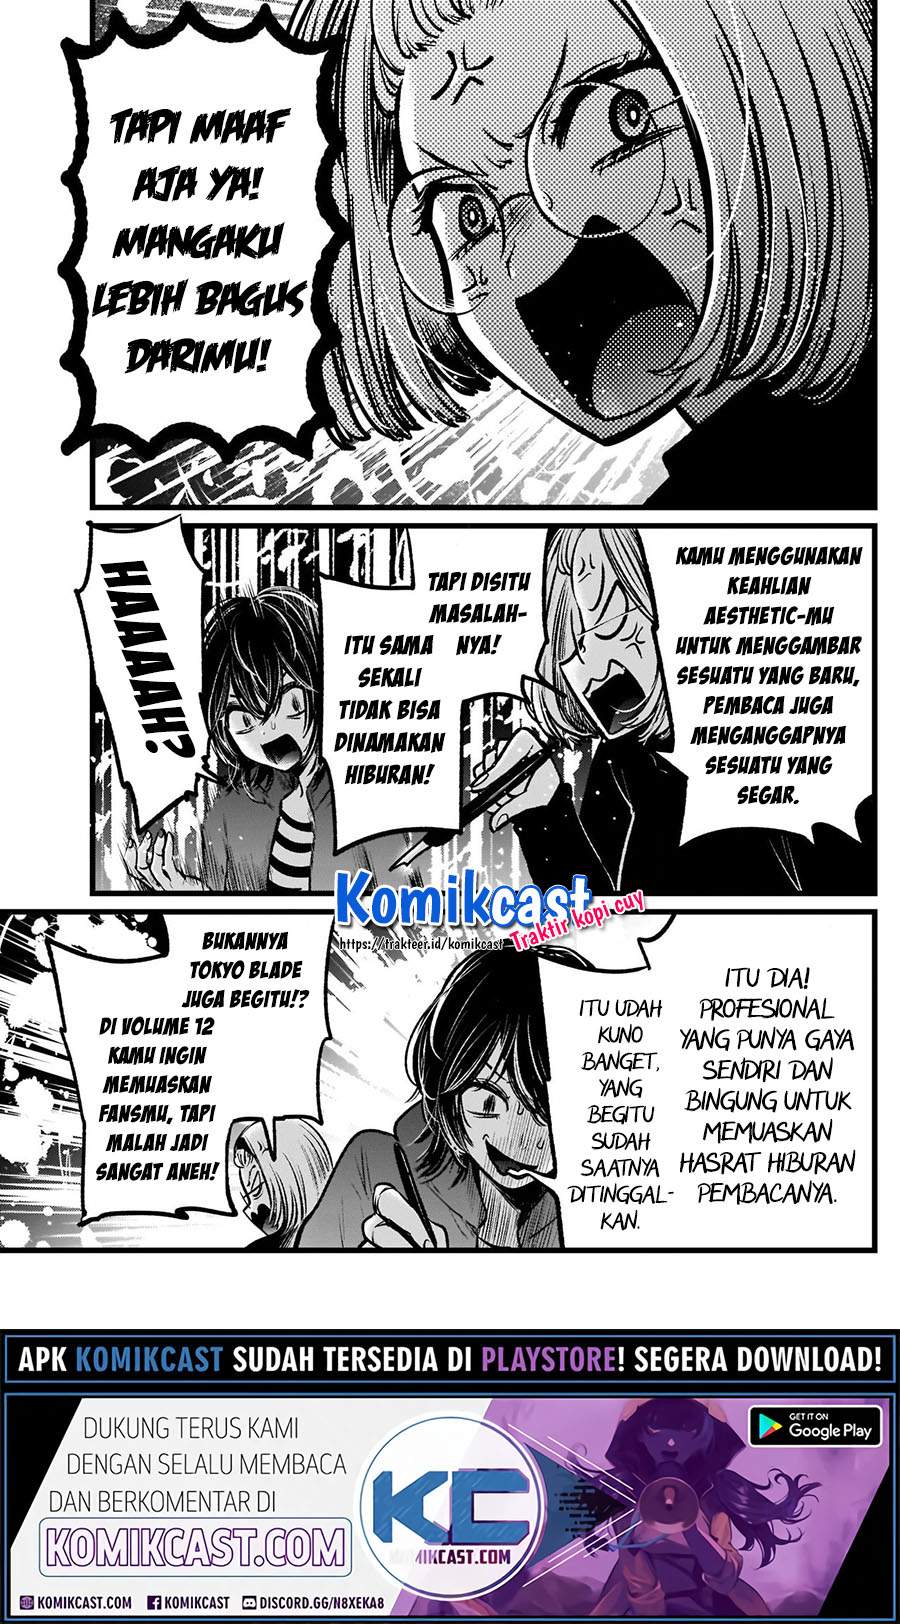 TAPI MAAF
AJA YA!
MANGAKU
LEBIH BAGUS
DARIMU!
KAMU MENGGUNAKAN
KEAHLIAN
AESTHETIC-MU
UNTUK MENGGAMBAR
SESUATU YANG BARU,
PEMBACA JUGA
MENGANGGAPNYA
SESUATU YANG
SEGAR.
TAPI DISITU
MASALAH-
NYA!
ITU SAMA
SEKALI
TIDAK BISA
DINAMAKAN
HIBURAN!
HAAAAH?
Komikcast
https://trakteer.id/komikcast
Traktir kopi cuy
ITU DIA!
PROFESIONAL
YANG PUNYA GAYA
SENDIRI DAN
BINGUNG UNTUK
MEMUASKAN
HASRAT HIBURAN
PEMBACANYA.
ITU UDAH
KUNO
BANGET,
YANG
BEGITU
SUDAH
SAATNYA
DITINGGAL-
KAN.
BUKANNYA
TOKYO BLADE
JUGA BEGITU!?
DI VOLUME 12
KAMU INGIN
MEMUASKAN
FANSMU, TAPI
MALAH JADI
SANGAT ANEH!
APK KOMIKCAST SUDAH TERSEDIA DI PLAYSTORE! SEGERA DOWNLOAD!
DUKUNG TERUS KAMI
DENGAN SELALU MEMBACA
DAN BERKOMENTAR DI
KOMIKCAST.COM
KC
KOMIKCAST.COM
GET IT ON
Google Play
KOMIKCAST.COM KOMIKCAST DISCORD.GG/N8XEKA8